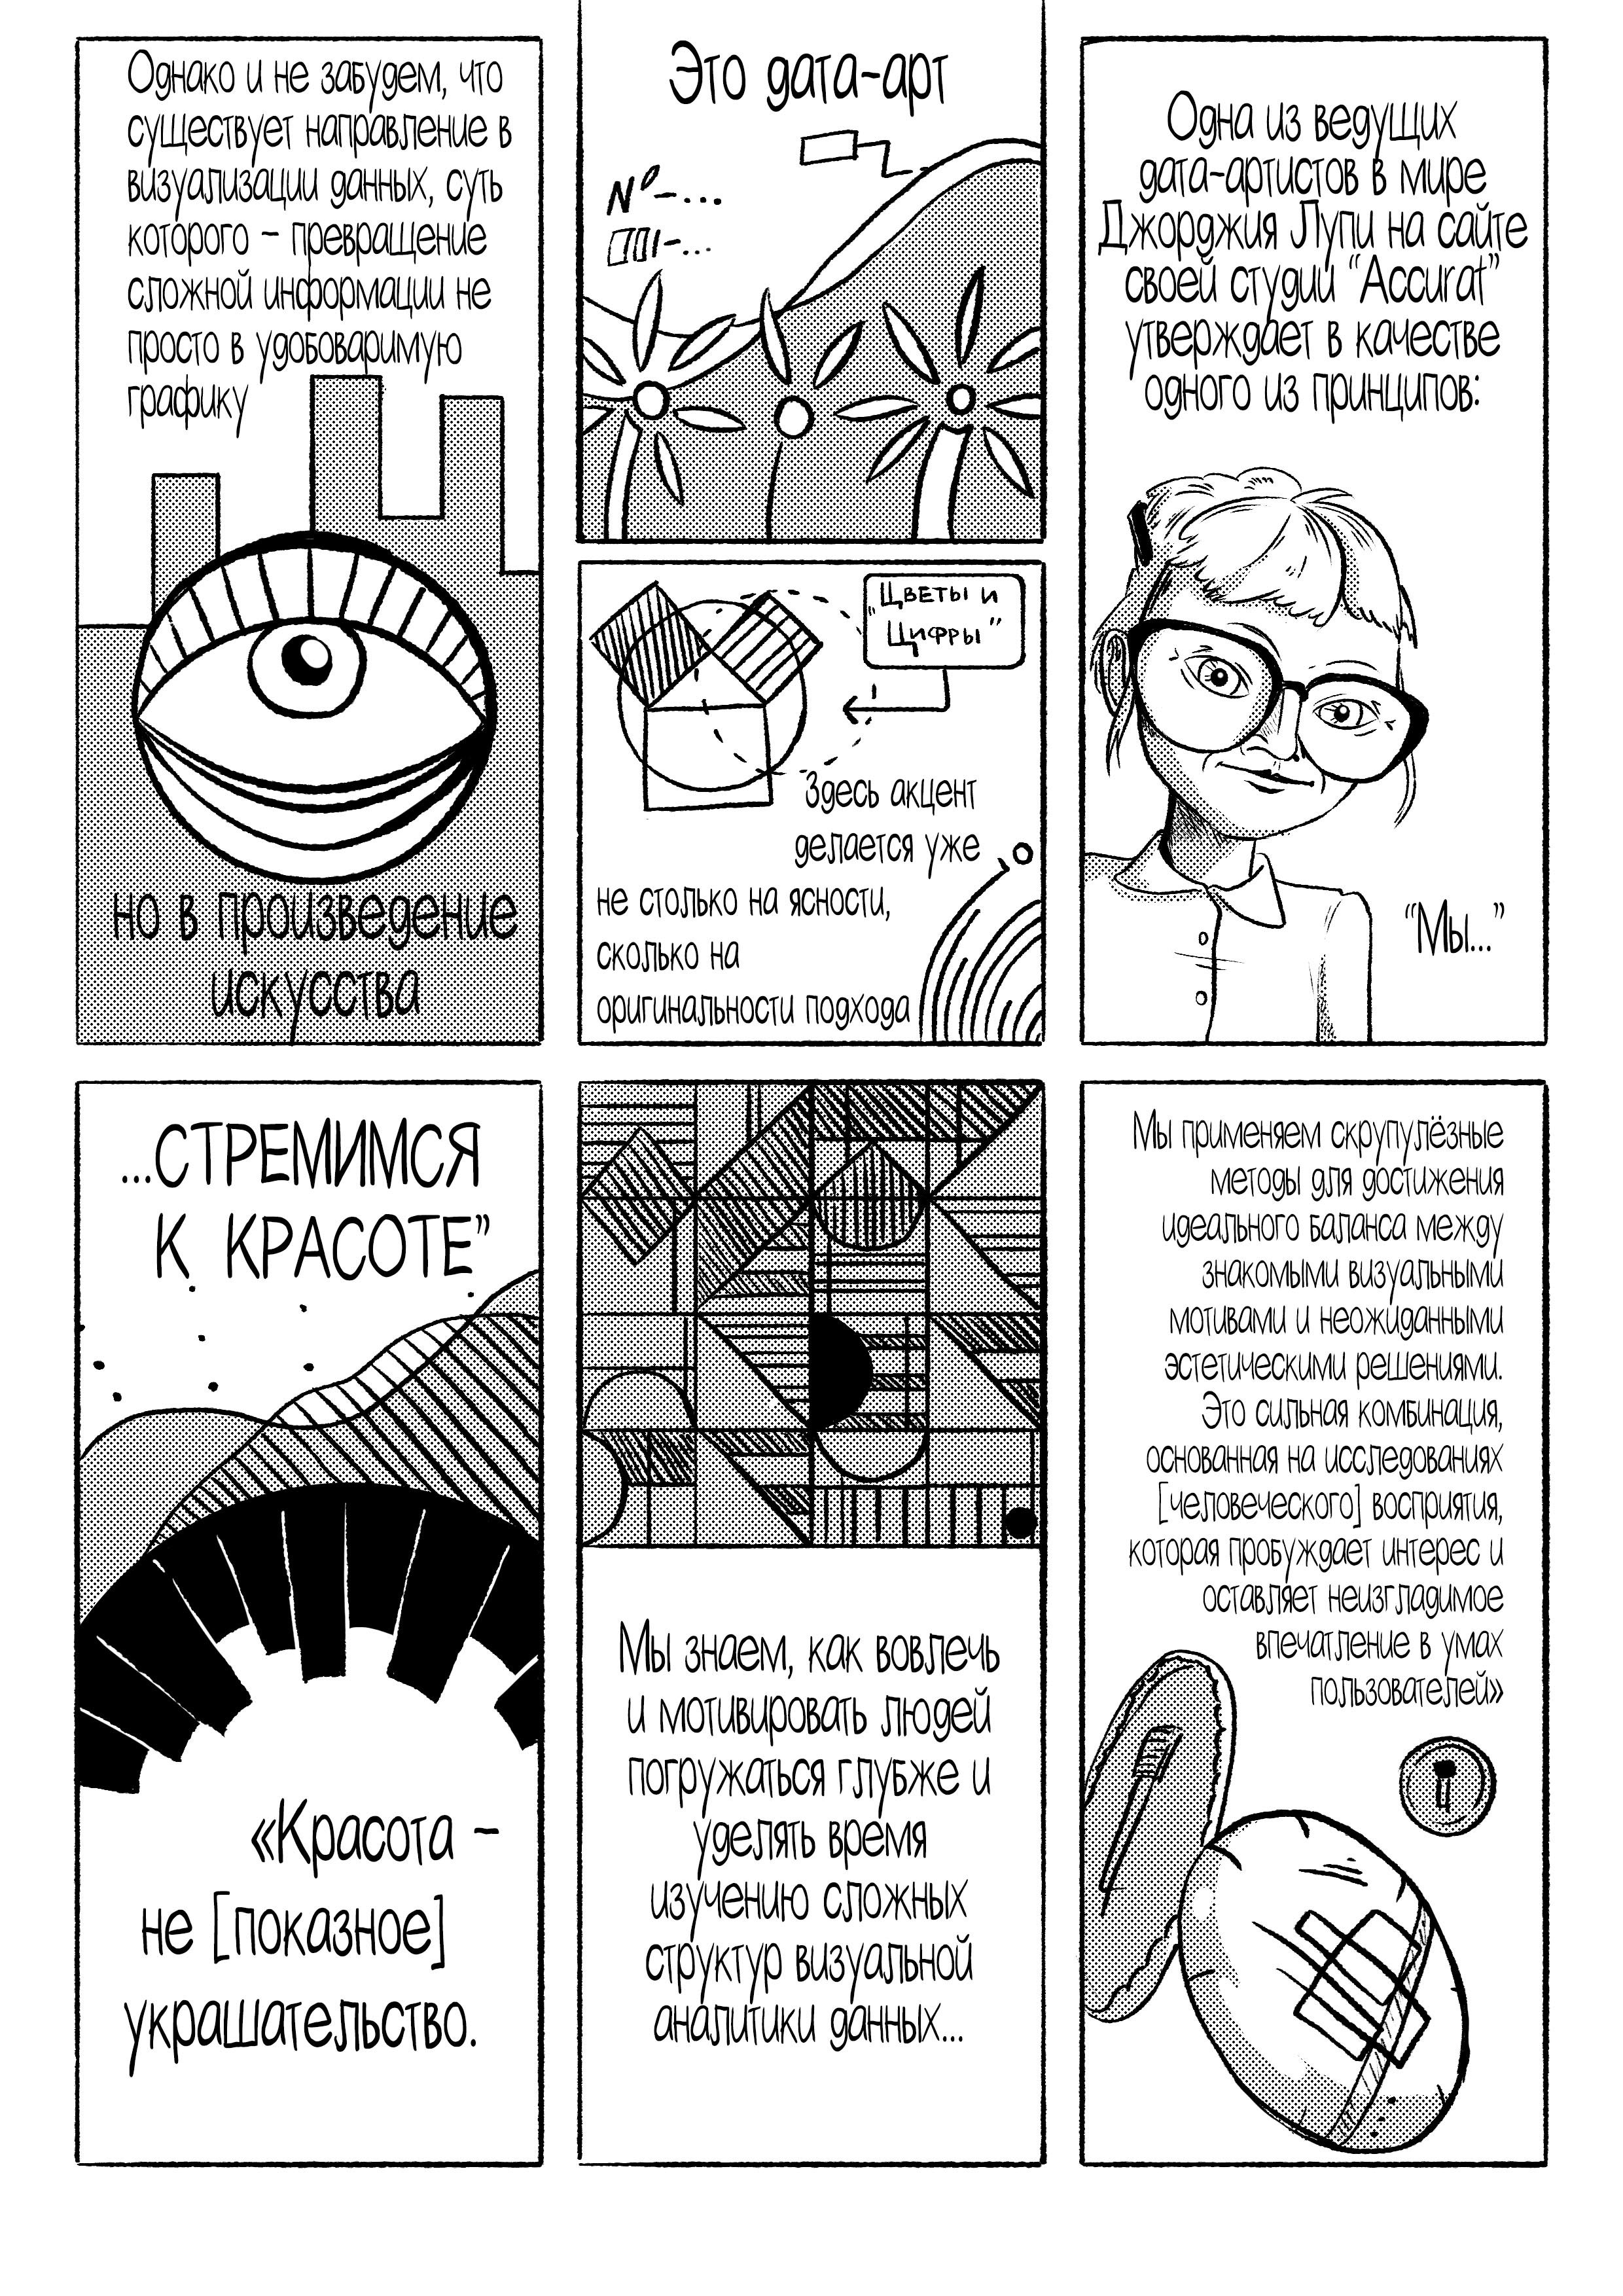 Однако и не забудем, что
существует направление в
визуализации данных, суть
которого – превращение
сложной информации не
просто в удобоваримую
графику
но в произведение
искусства
Это дата-арт
№-...
-...
"Цветы и
Цифры"
Здесь акцент
делается уже
не столько на ясности,
сколько на
оригинальности подхода
Одна из ведущих
дата-артистов в мире
Джорджия Лупи на сайте
своей студии “Accurat”
утверждает в качестве
одного из принципов:
“Мы...”
...СТРЕМИМСЯ
К КРАСОТЕ”
«Красота –
не [показное]
украшательство.
Мы знаем, как вовлечь
и мотивировать людей
погружаться глубже и
уделять время
изучению сложных
структур визуальной
аналитики данных...
Мы применяем скрупулёзные
методы для достижения
идеального баланса между
знакомыми визуальными
мотивами и неожиданными
эстетическими решениями.
Это сильная комбинация,
основанная на исследованиях
[человеческого] восприятия,
которая пробуждает интерес и
оставляет неизгладимое
впечатление в умах
пользователей»